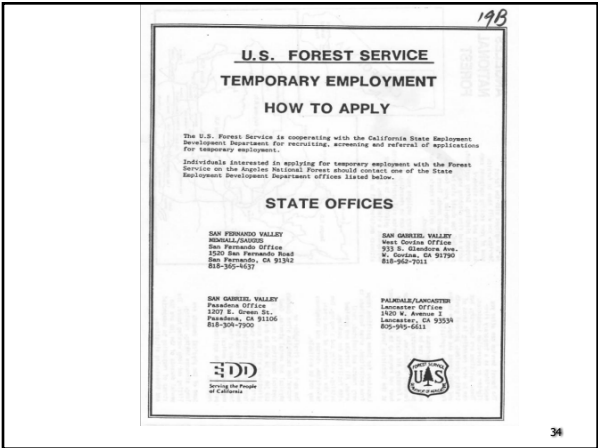 19B
U.S. FOREST SERVICE
TEMPORARY EMPLOYMENT
HOW TO APPLY
The U.S. Forest Service is cooperating with the California State Employment
Development Department for recruiting, screening and referral of applications
for temporary employment.
Individuals interested in applying for temporary employment with the Forest
Service on the Angeles National Forest should contact one of the State
Employment Development Department offices listed below.
STATE OFFICES
SAN FERNANDO VALLEY
NEWHALL/SAUGUS
San Fernando Office
1520 San Fernando Road
San Fernando, CA 91342
818-365-4637
SAN GABRIEL VALLEY
West Covina Office
933 S. Glendora Ave.
W. Covina, CA 91790
818-962-7011
SAN GABRIEL VALLEY
Pasadena Office
1207 E. Green St.
Pasadena, CA 91106
818-304-7900
PALMDALE/LANCASTER
Lancaster Office
1420 W. Avenue I
Lancaster, CA 93534
805-945-6611
EDD
Serving the People
of California
FOREST SERVICE
U S
34